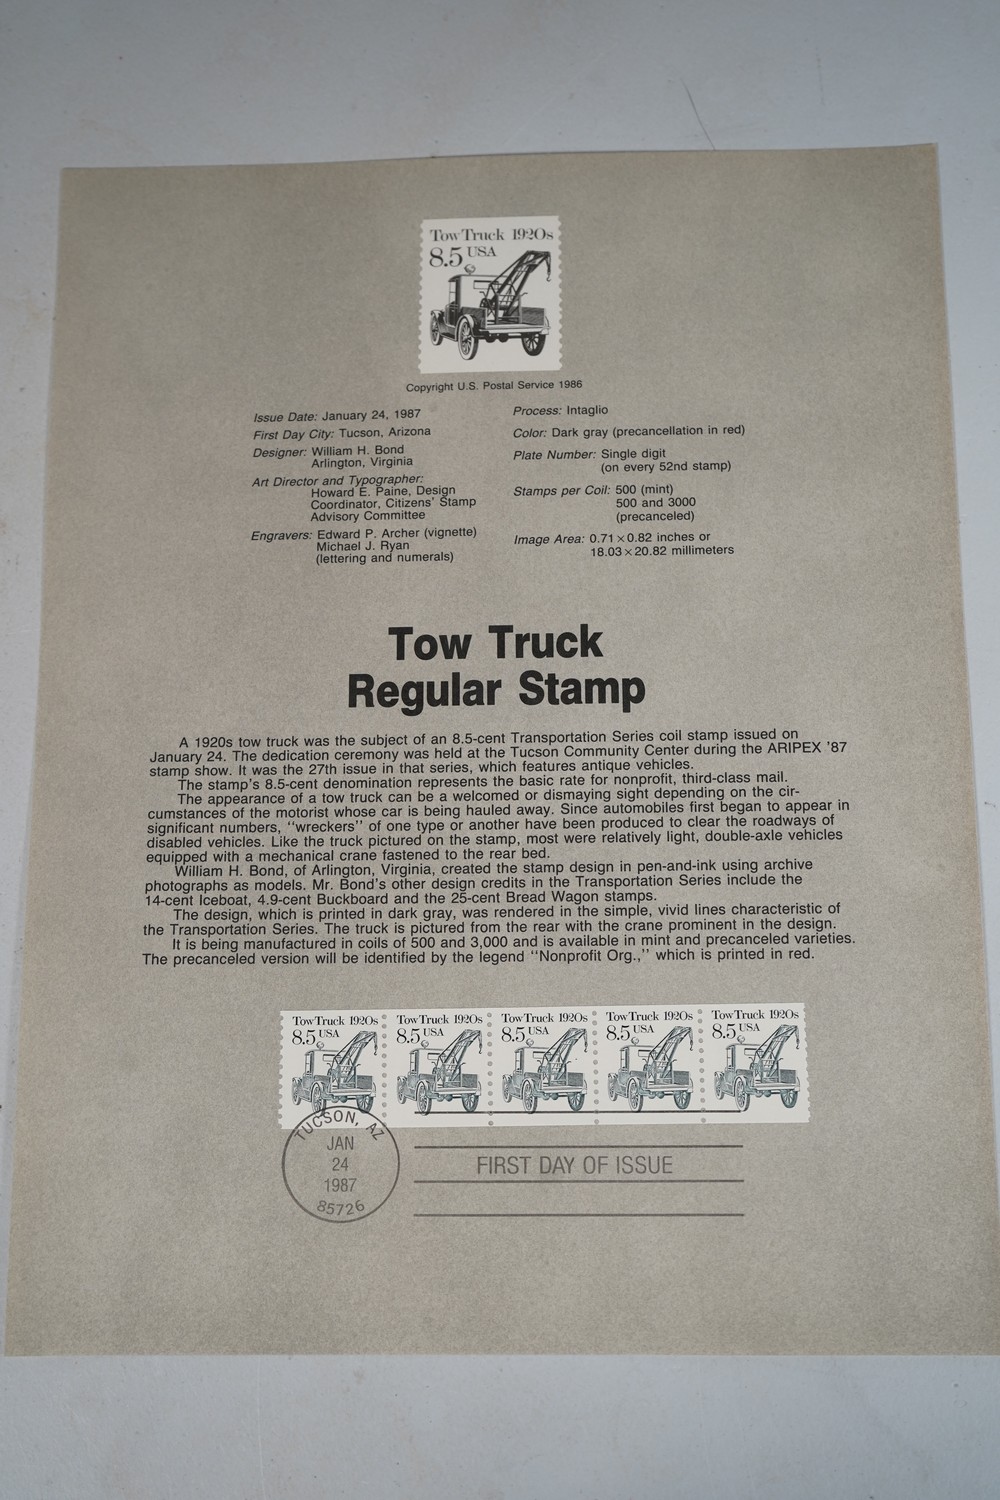 Tow Truck 1920s
8.5 USA
Copyright U.S. Postal Service 1986
Issue Date: January 24, 1987
First Day City: Tucson, Arizona
Designer: William H. Bond
Arlington, Virginia
Art Director and Typographer:
Howard E. Paine, Design
Coordinator, Citizens' Stamp
Advisory Committee
Engravers: Edward P. Archer (vignette)
Michael J. Ryan
(lettering and numerals)
Process: Intaglio
Color: Dark gray (precancellation in red)
Plate Number: Single digit
(on every 52nd stamp)
Stamps per Coil: 500 (mint)
500 and 3000
(precanceled)
Image Area: 0.71 × 0.82 inches or
18.03 × 20.82 millimeters
Tow Truck
Regular Stamp
A 1920s tow truck was the subject of an 8.5-cent Transportation Series coil stamp issued on
January 24. The dedication ceremony was held at the Tucson Community Center during the ARIPEX '87
stamp show. It was the 27th issue in that series, which features antique vehicles.
The stamp's 8.5-cent denomination represents the basic rate for nonprofit, third-class mail.
The appearance of a tow truck can be a welcomed or dismaying sight depending on the cir-
cumstances of the motorist whose car is being hauled away. Since automobiles first began to appear in
significant numbers, "wreckers" of one type or another have been produced to clear the roadways of
disabled vehicles. Like the truck pictured on the stamp, most were relatively light, double-axle vehicles
equipped with a mechanical crane fastened to the rear bed.
William H. Bond, of Arlington, Virginia, created the stamp design in pen-and-ink using archive
photographs as models. Mr. Bond's other design credits in the Transportation Series include the
14-cent Iceboat, 4.9-cent Buckboard and the 25-cent Bread Wagon stamps.
The design, which is printed in dark gray, was rendered in the simple, vivid lines characteristic of
the Transportation Series. The truck is pictured from the rear with the crane prominent in the design.
It is being manufactured in coils of 500 and 3,000 and is available in mint and precanceled varieties.
The precanceled version will be identified by the legend "Nonprofit Org.," which is printed in red.
Tow Truck 1920s Tow Truck 1920s Tow Truck 1920s Tow Truck 1920s Tow Truck 1920s
8.5 USA 8.5 USA 8.5 USA 8.5 USA 8.5 USA
TUCSON, AZ
JAN
24
1987
85726
FIRST DAY OF ISSUE